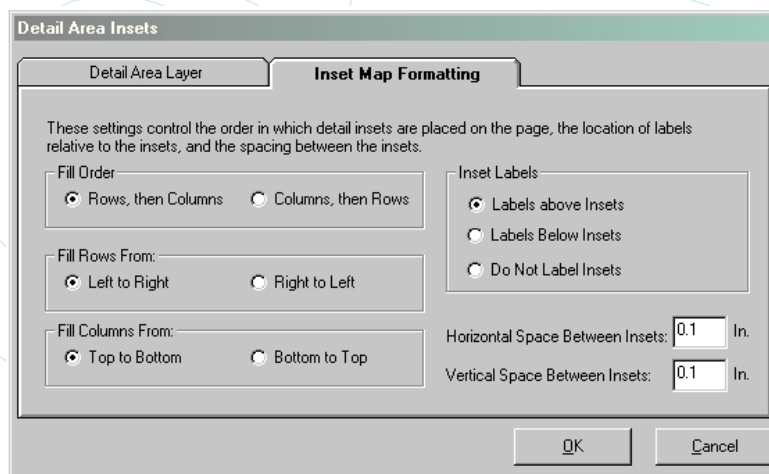 Detail Area Insets
Detail Area Layer
Inset Map Formatting
These settings control the order in which detail insets are placed on the page, the location of labels
relative to the insets, and the spacing between the insets.
Fill Order
Rows, then Columns
Columns, then Rows
Fill Rows From:
Left to Right
Right to Left
Fill Columns From:
Top to Bottom
Bottom to Top
Inset Labels
Labels above Insets
Labels Below Insets
Do Not Label Insets
Horizontal Space Between Insets: 0.1 In.
Vertical Space Between Insets: 0.1 In.
OK
Cancel